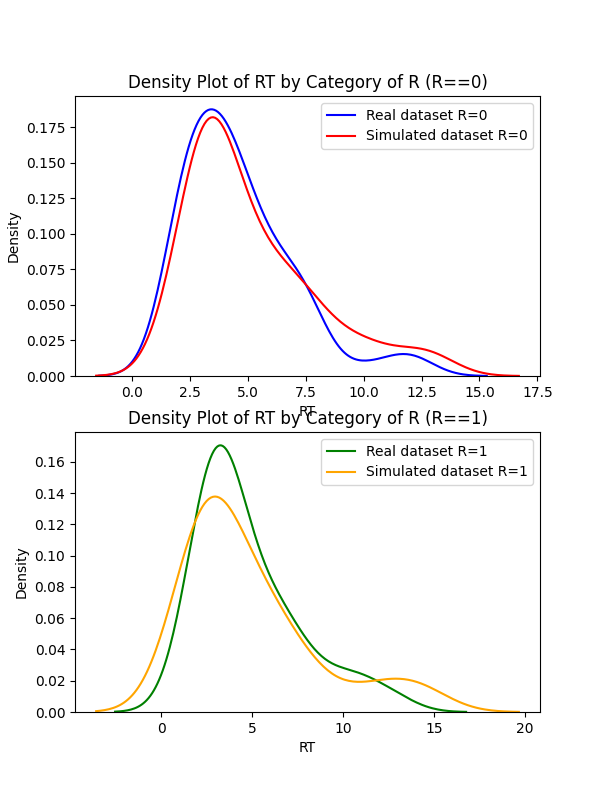 Density Plot of RT by Category of R (R==0)
Real dataset R=0
Simulated dataset R=0
Density
0.175
0.150
0.125
0.100
0.075
0.050
0.025
0.000
0.0 2.5 5.0 7.5 10.0 12.5 15.0 17.5
RT
Density Plot of RT by Category of R (R==1)
Real dataset R=1
Simulated dataset R=1
Density
0.16
0.14
0.12
0.10
0.08
0.06
0.04
0.02
0.00
0 5 10 15 20
RT